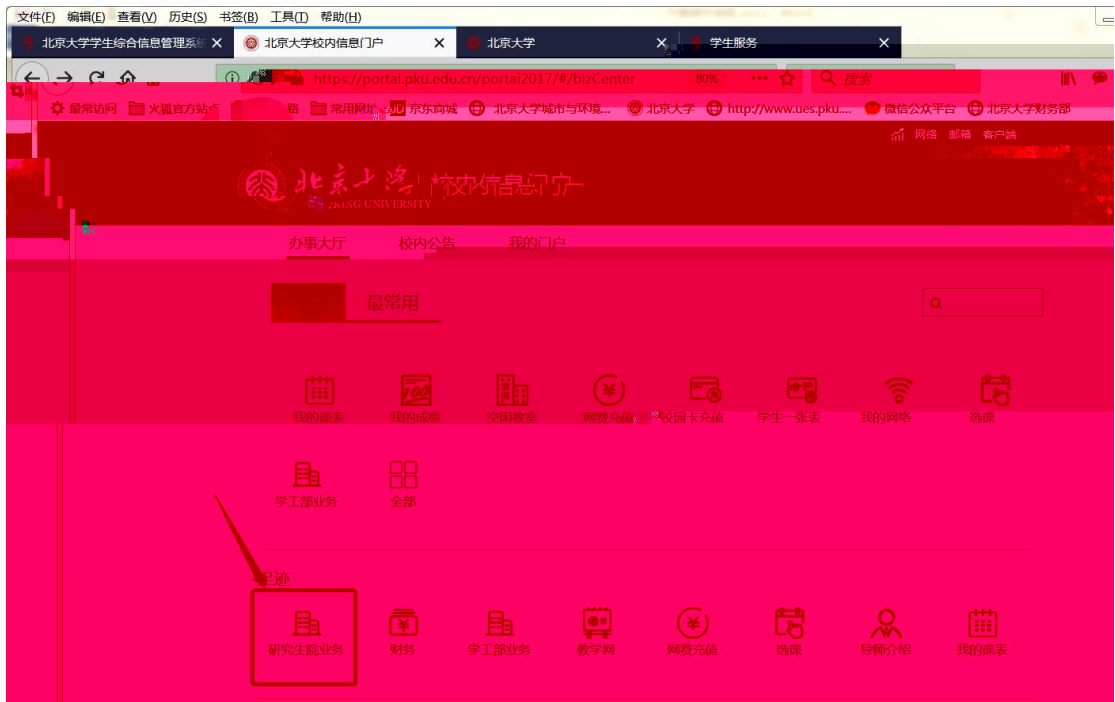 文件(F) 编辑(E) 查看(V) 历史(S) 书签(B) 工具(T) 帮助(H)
北京大学学生综合信息管理系统 北京大学校内信息门户 北京大学 学生服务
https://portal.pku.edu.cn/portal2017/#/bizCenter 80% 搜索
最常访问 火狐官方站点 常用网址 JD 京东商城 北京大学城市与环境... 北京大学 http://www.ues.pku.... 微信公众平台 北京大学财务部
网络 邮箱 客户端
北京大学 校内信息门户
PEKING UNIVERSITY
办事大厅 校内公告 我的门户
最常用
我的课表 我的成绩 空闲教室 网费充值 校园卡充值 学生一张表 我的网络 选课
学工部业务 全部
足迹
研究生院业务 财务 学工部业务 教学网 网费充值 选课 导师介绍 我的课表